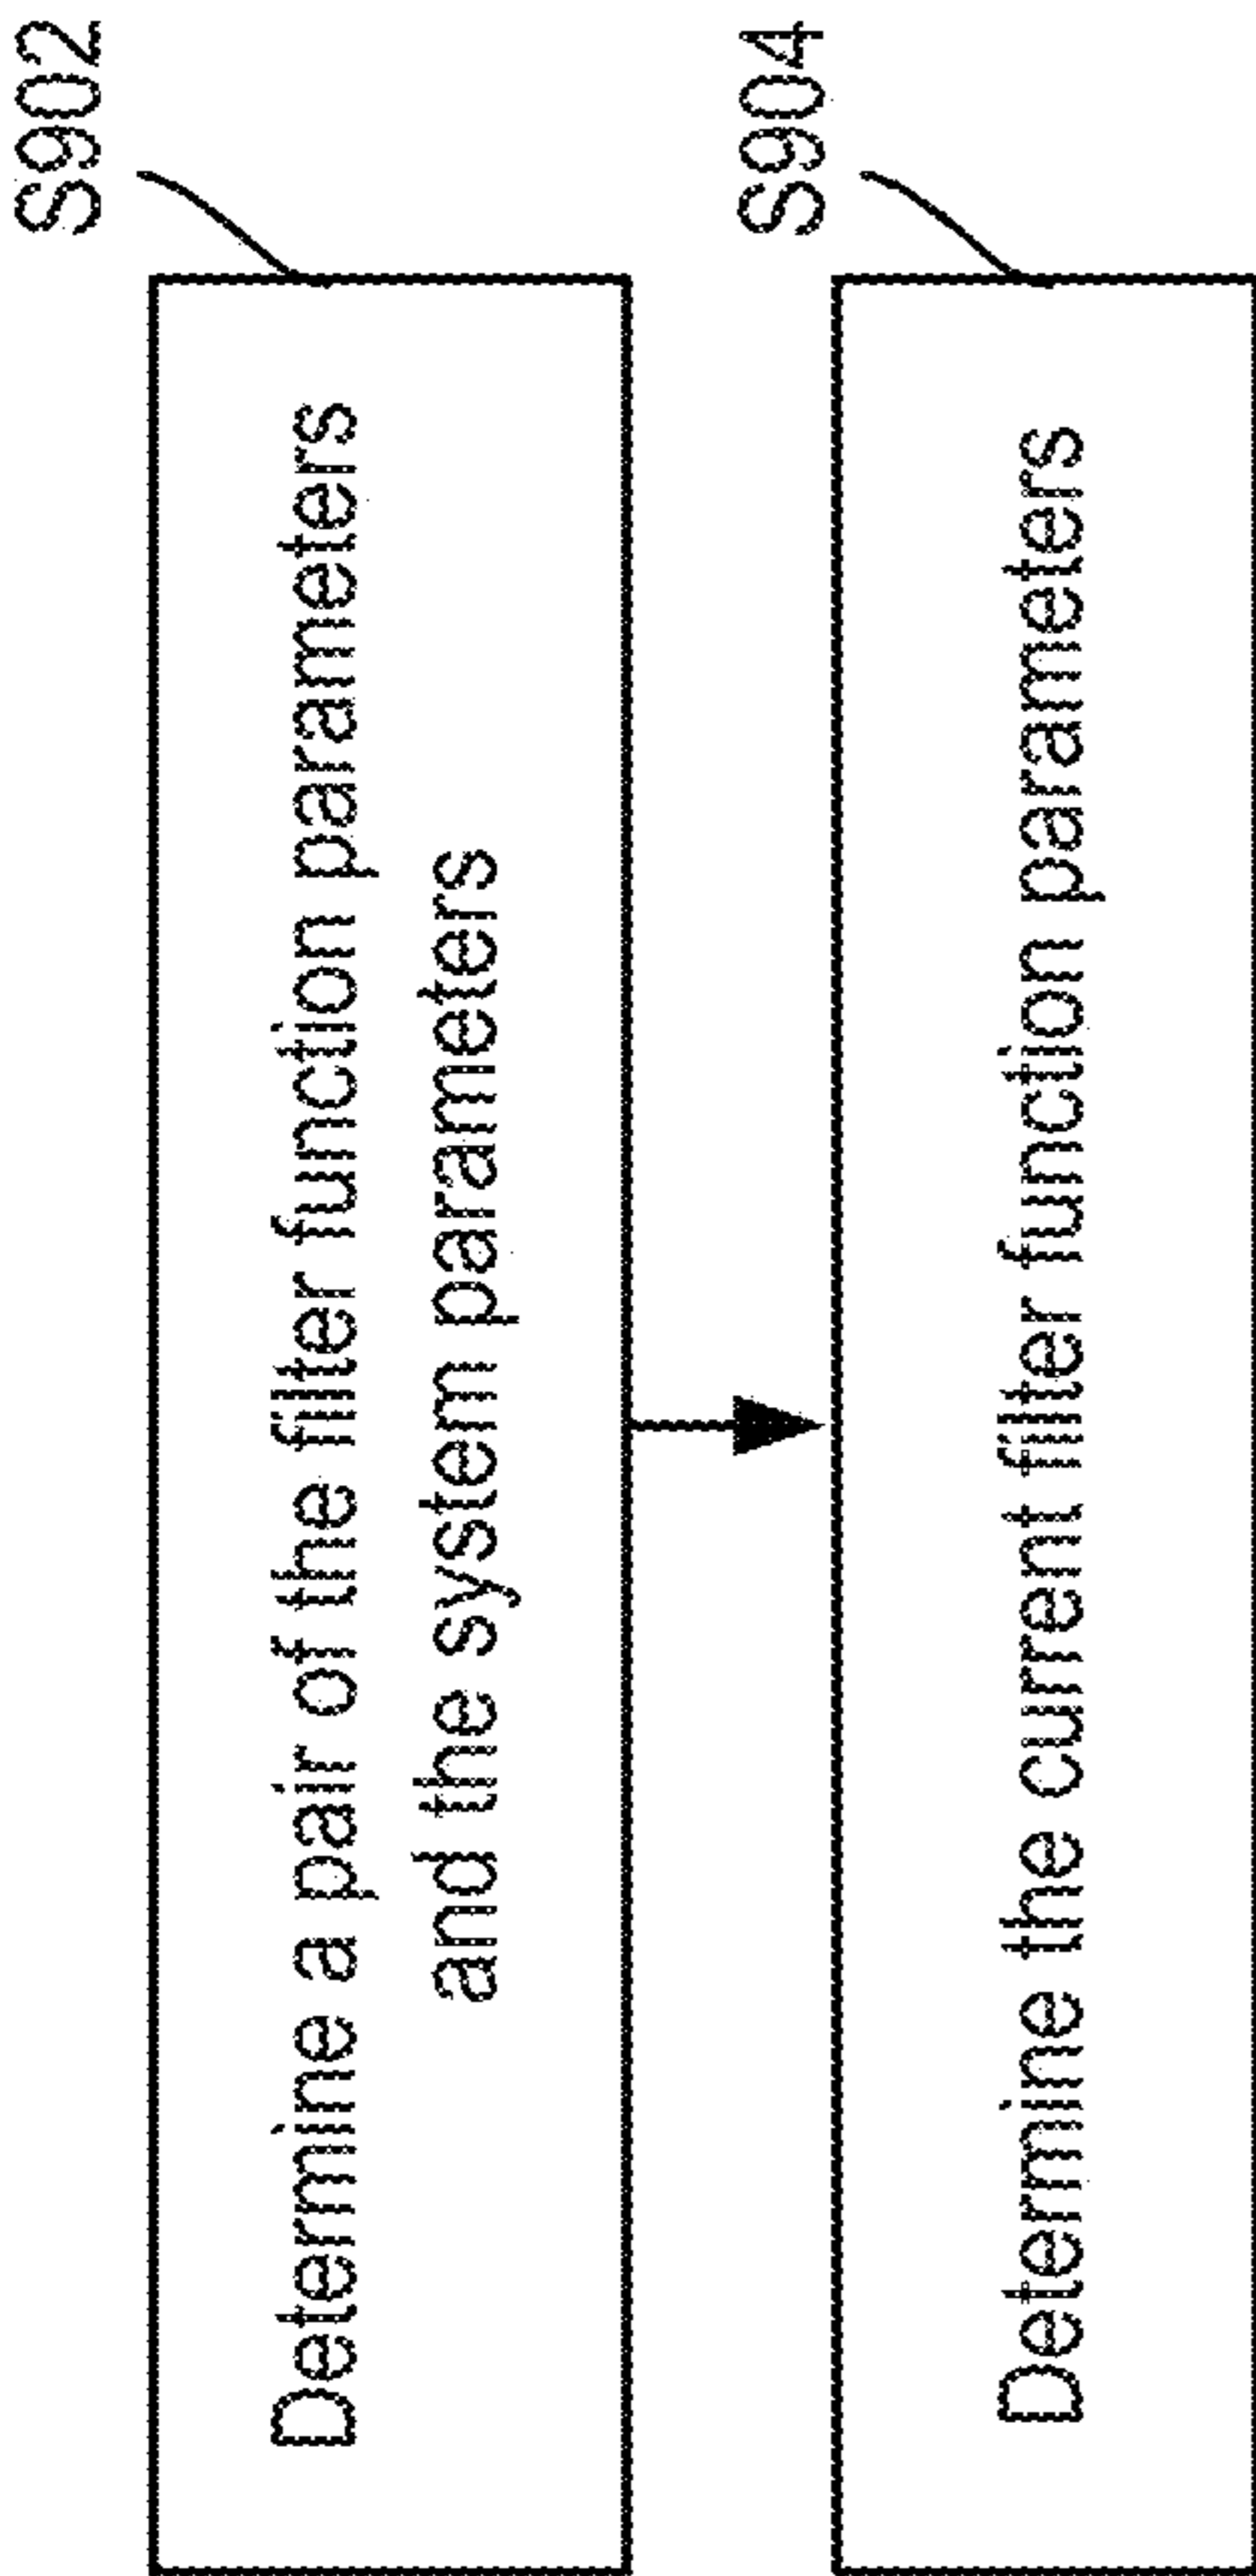 S902
Determine a pair of the filter function parameters
and the system parameters
S904
Determine the current filter function parameters